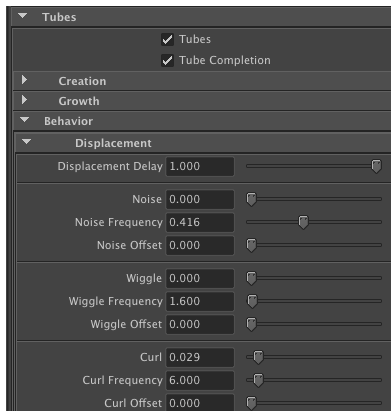 Tubes
Tubes
Tube Completion
Creation
Growth
Behavior
Displacement
Displacement Delay 1.000
Noise 0.000
Noise Frequency 0.416
Noise Offset 0.000
Wiggle 0.000
Wiggle Frequency 1.600
Wiggle Offset 0.000
Curl 0.029
Curl Frequency 6.000
Curl Offset 0.000